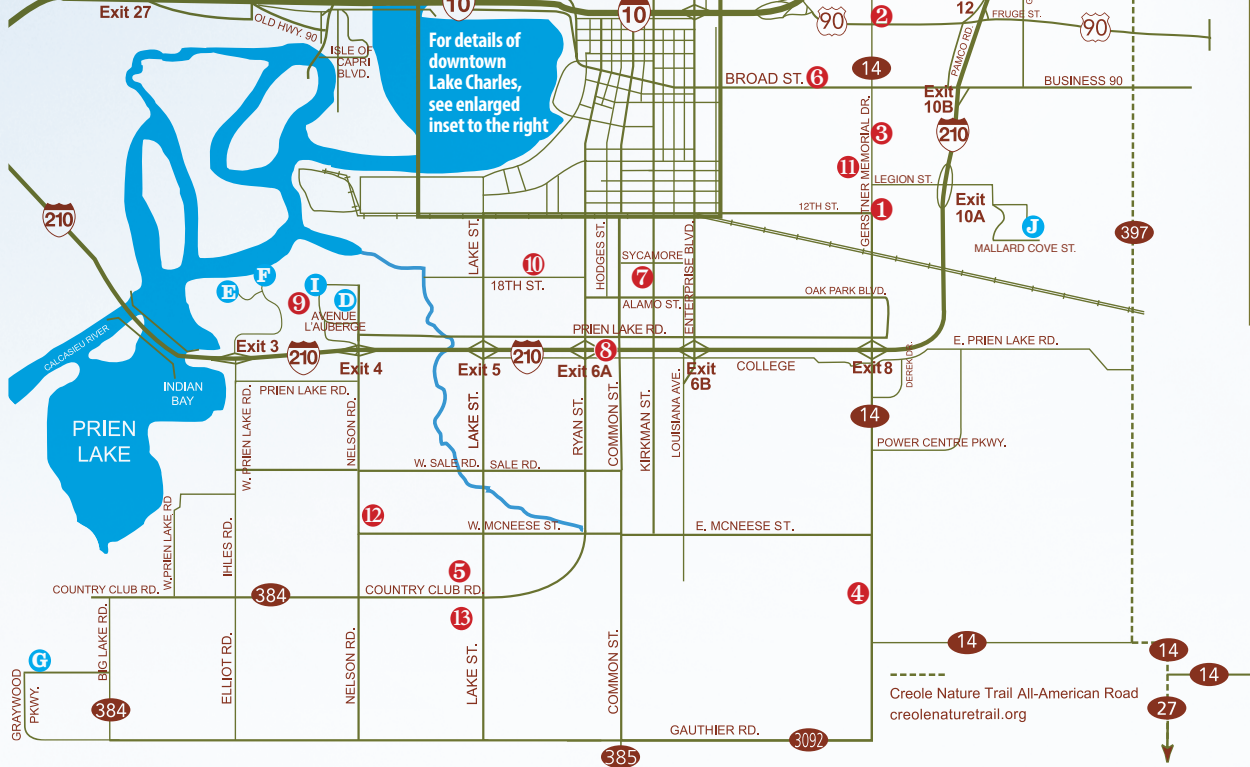 Exit 27
OLD HWY. 90
ISLE OF
CAPRI
BLVD.
10
10
For details of
downtown
Lake Charles,
see enlarged
inset to the right
90
2
12
FRUGE ST.
90
14
PAMCO RD.
BROAD ST.
6
BUSINESS 90
Exit
10B
210
GERSTNER MEMORIAL DR.
3
11
LEGION ST.
Exit
10A
12TH ST.
1
J
MALLARD COVE ST.
397
210
LAKE ST.
10
18TH ST.
HODGES ST.
SYCAMORE
7
ENTERPRISE BLVD.
ALAMO ST.
OAK PARK BLVD.
E
F
I
D
9
AVENUE
L'AUBERGE
PRIEN LAKE RD.
CALCASIEU RIVER
Exit 3
210
Exit 4
Exit 5
210
Exit 6A
8
Exit
6B
COLLEGE
Exit 8
DEREK DR.
E. PRIEN LAKE RD.
INDIAN
BAY
PRIEN
LAKE
PRIEN LAKE RD.
W. PRIEN LAKE RD.
NELSON RD.
LAKE ST.
RYAN ST.
COMMON ST.
KIRKMAN ST.
LOUISIANA AVE.
14
POWER CENTRE PKWY.
W. SALE RD.
SALE RD.
12
W. MCNEESE ST.
E. MCNEESE ST.
W.PRIEN LAKE RD
IHLES RD.
5
COUNTRY CLUB RD.
384
COUNTRY CLUB RD.
4
13
BIG LAKE RD.
ELLIOT RD.
NELSON RD.
LAKE ST.
COMMON ST.
G
GRAYWOOD
PKWY.
384
14
14
14
27
Creole Nature Trail All-American Road
creolenaturetrail.org
GAUTHIER RD.
3092
385